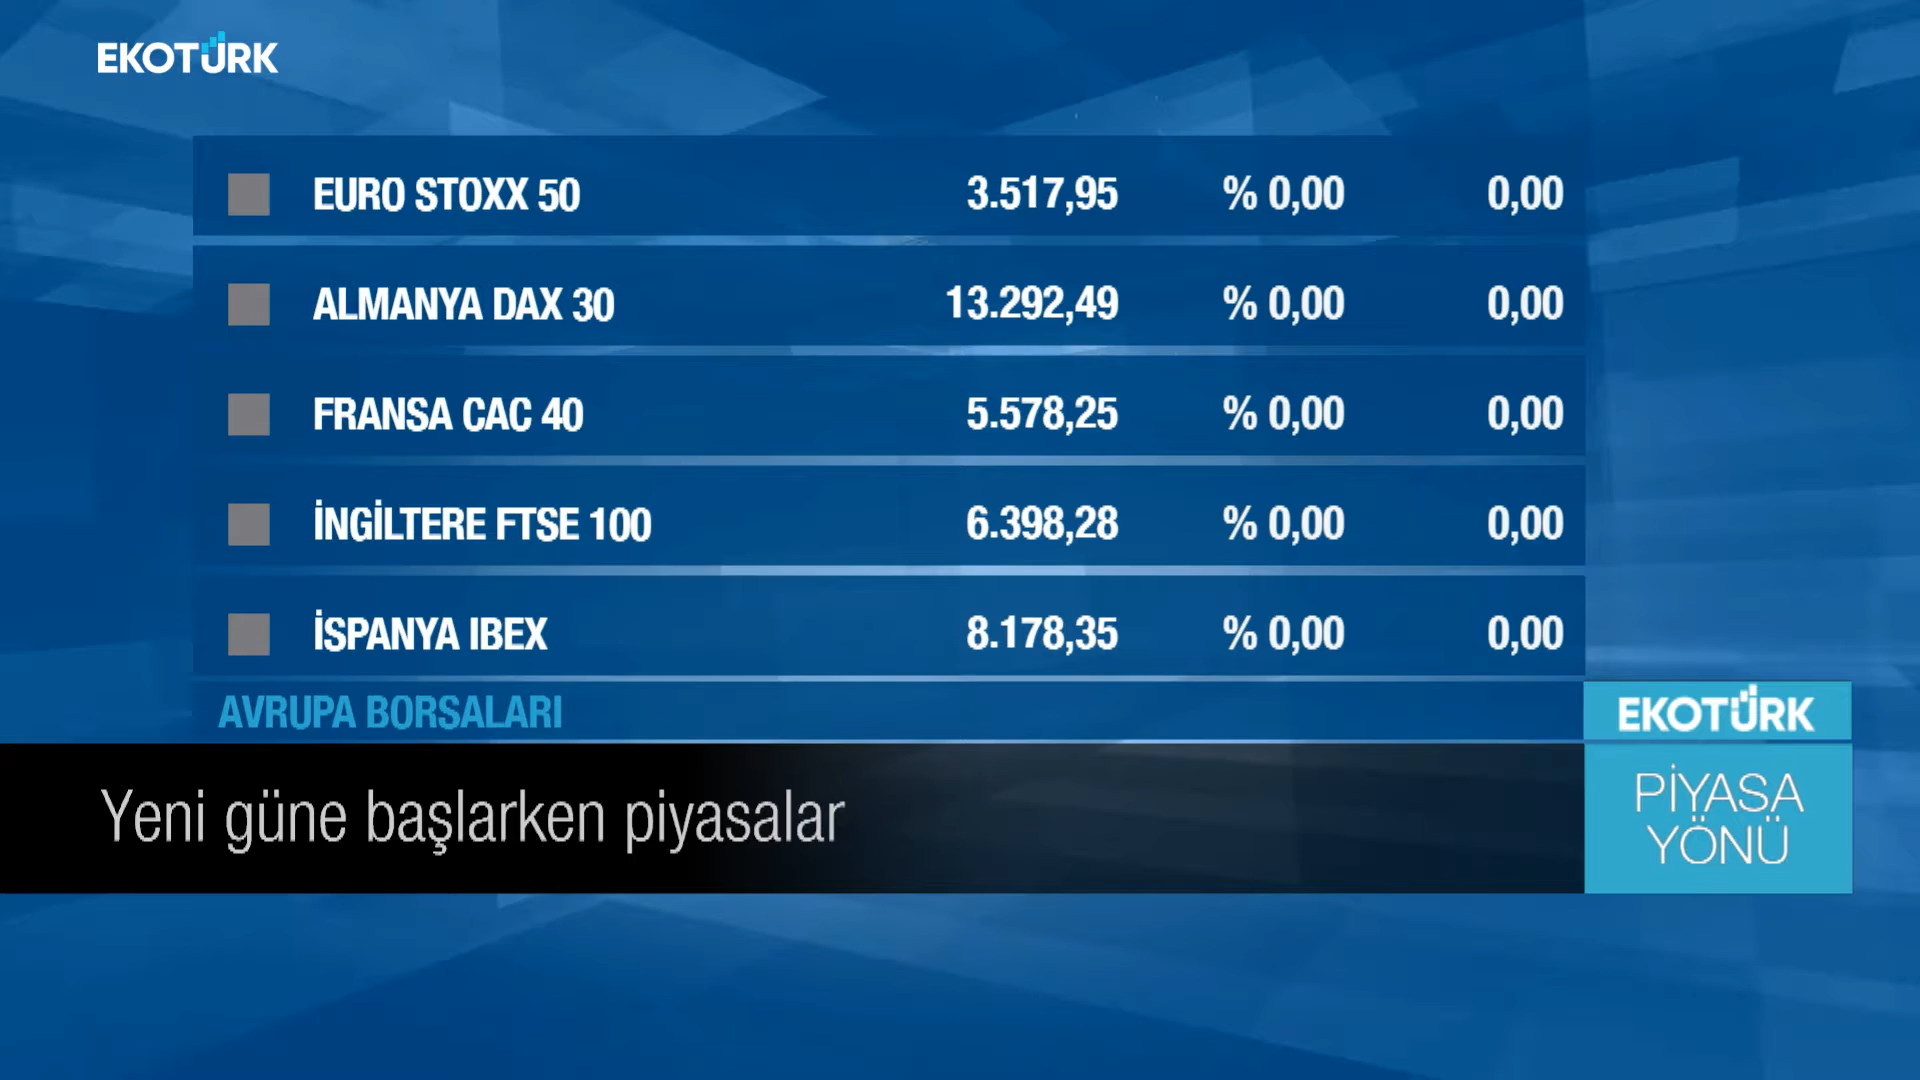 EKOTÜRK
EURO STOXX 50 3.517,95 % 0,00 0,00
ALMANYA DAX 30 13.292,49 % 0,00 0,00
FRANSA CAC 40 5.578,25 % 0,00 0,00
İNGİLTERE FTSE 100 6.398,28 % 0,00 0,00
İSPANYA IBEX 8.178,35 % 0,00 0,00
AVRUPA BORSALARI
EKOTÜRK
Yeni güne başlarken piyasalar
PİYASA
YÖNÜ